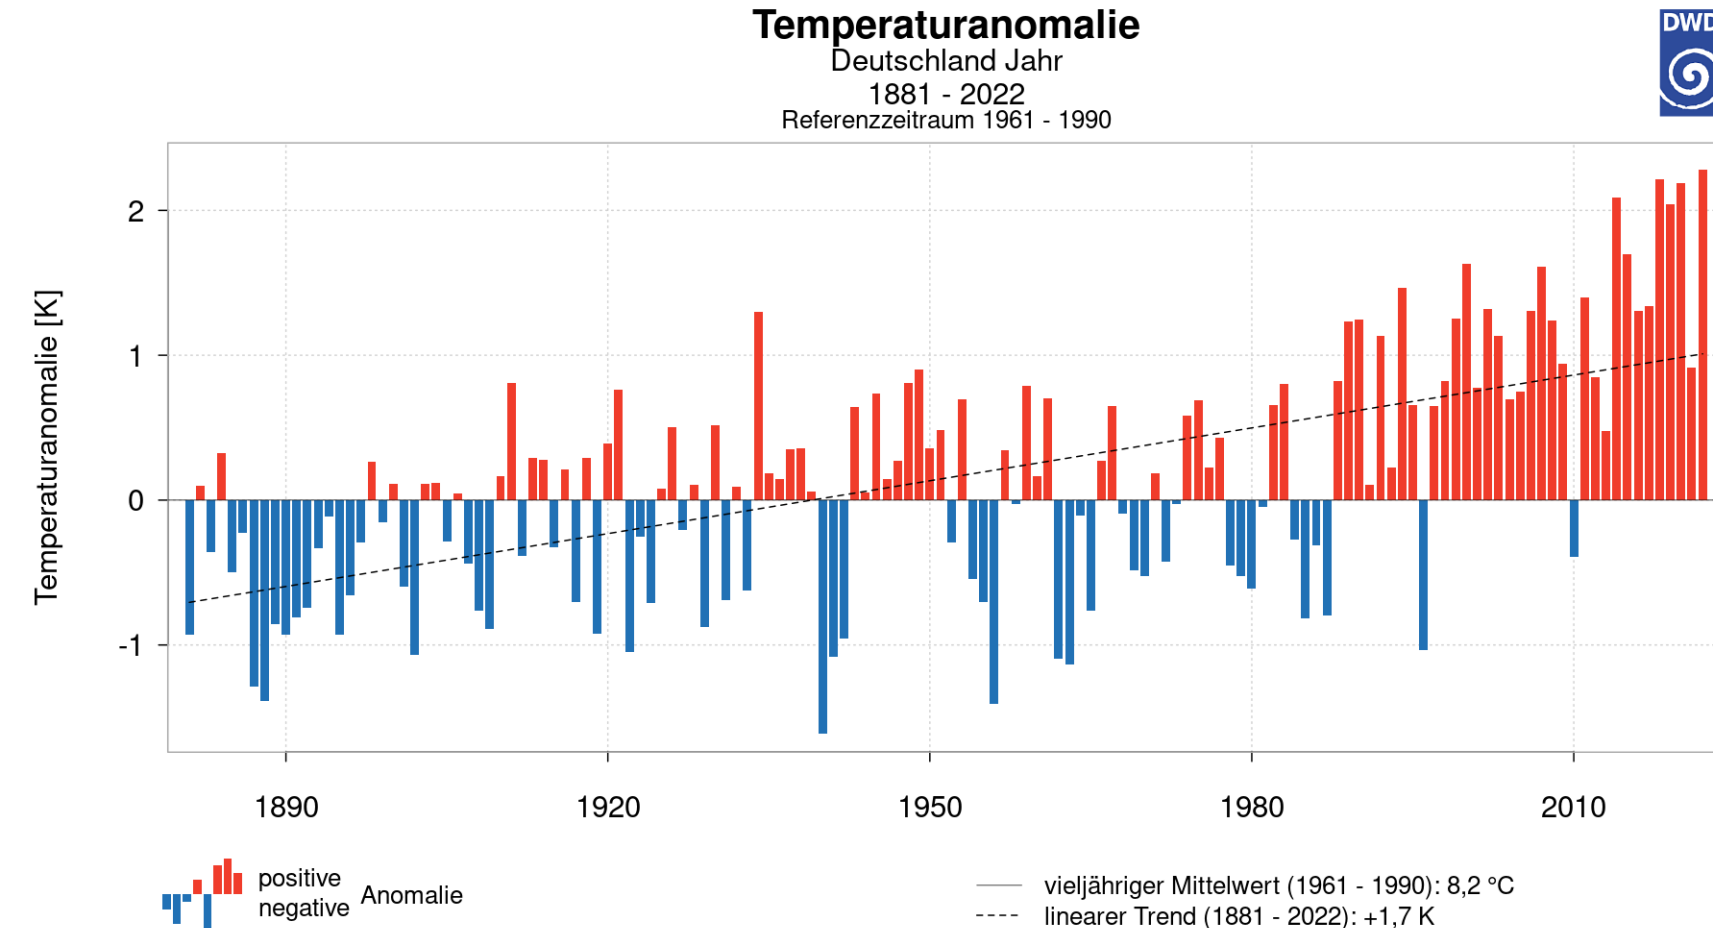 Temperaturanomalie
Deutschland Jahr
1881 - 2022
Referenzzeitraum 1961 - 1990
DWD
Temperaturanomalie [K]
2
1
0
-1
1890
1920
1950
1980
2010
positive
negative
Anomalie
vieljähriger Mittelwert (1961 - 1990): 8,2 °C
linearer Trend (1881 - 2022): +1,7 K